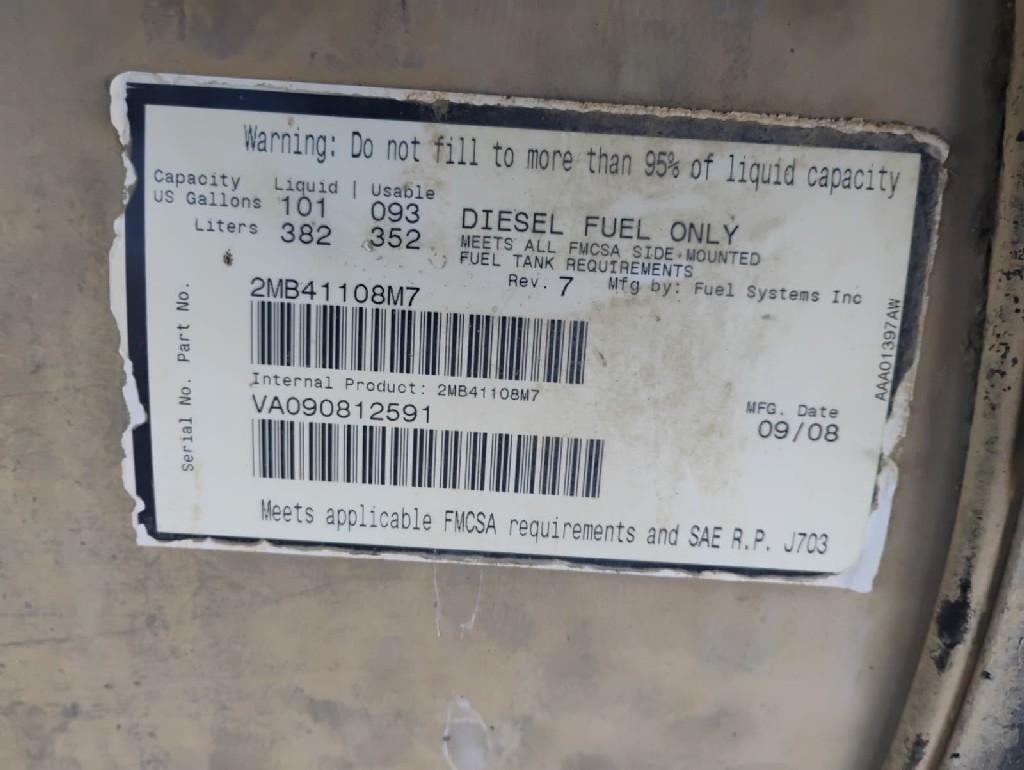 Warning: Do not fill to more than 95% of liquid capacity
Capacity Liquid | Usable
US Gallons 101 093
Liters 382 352
DIESEL FUEL ONLY
MEETS ALL FMCSA SIDE-MOUNTED
FUEL TANK REQUIREMENTS
Rev. 7 Mfg by: Fuel Systems Inc
Part No.
2MB41108M7
Internal Product: 2MB41108M7
Serial No.
VA090812591
MFG. Date
09/08
AAA01397AW
Meets applicable FMCSA requirements and SAE R.P. J703